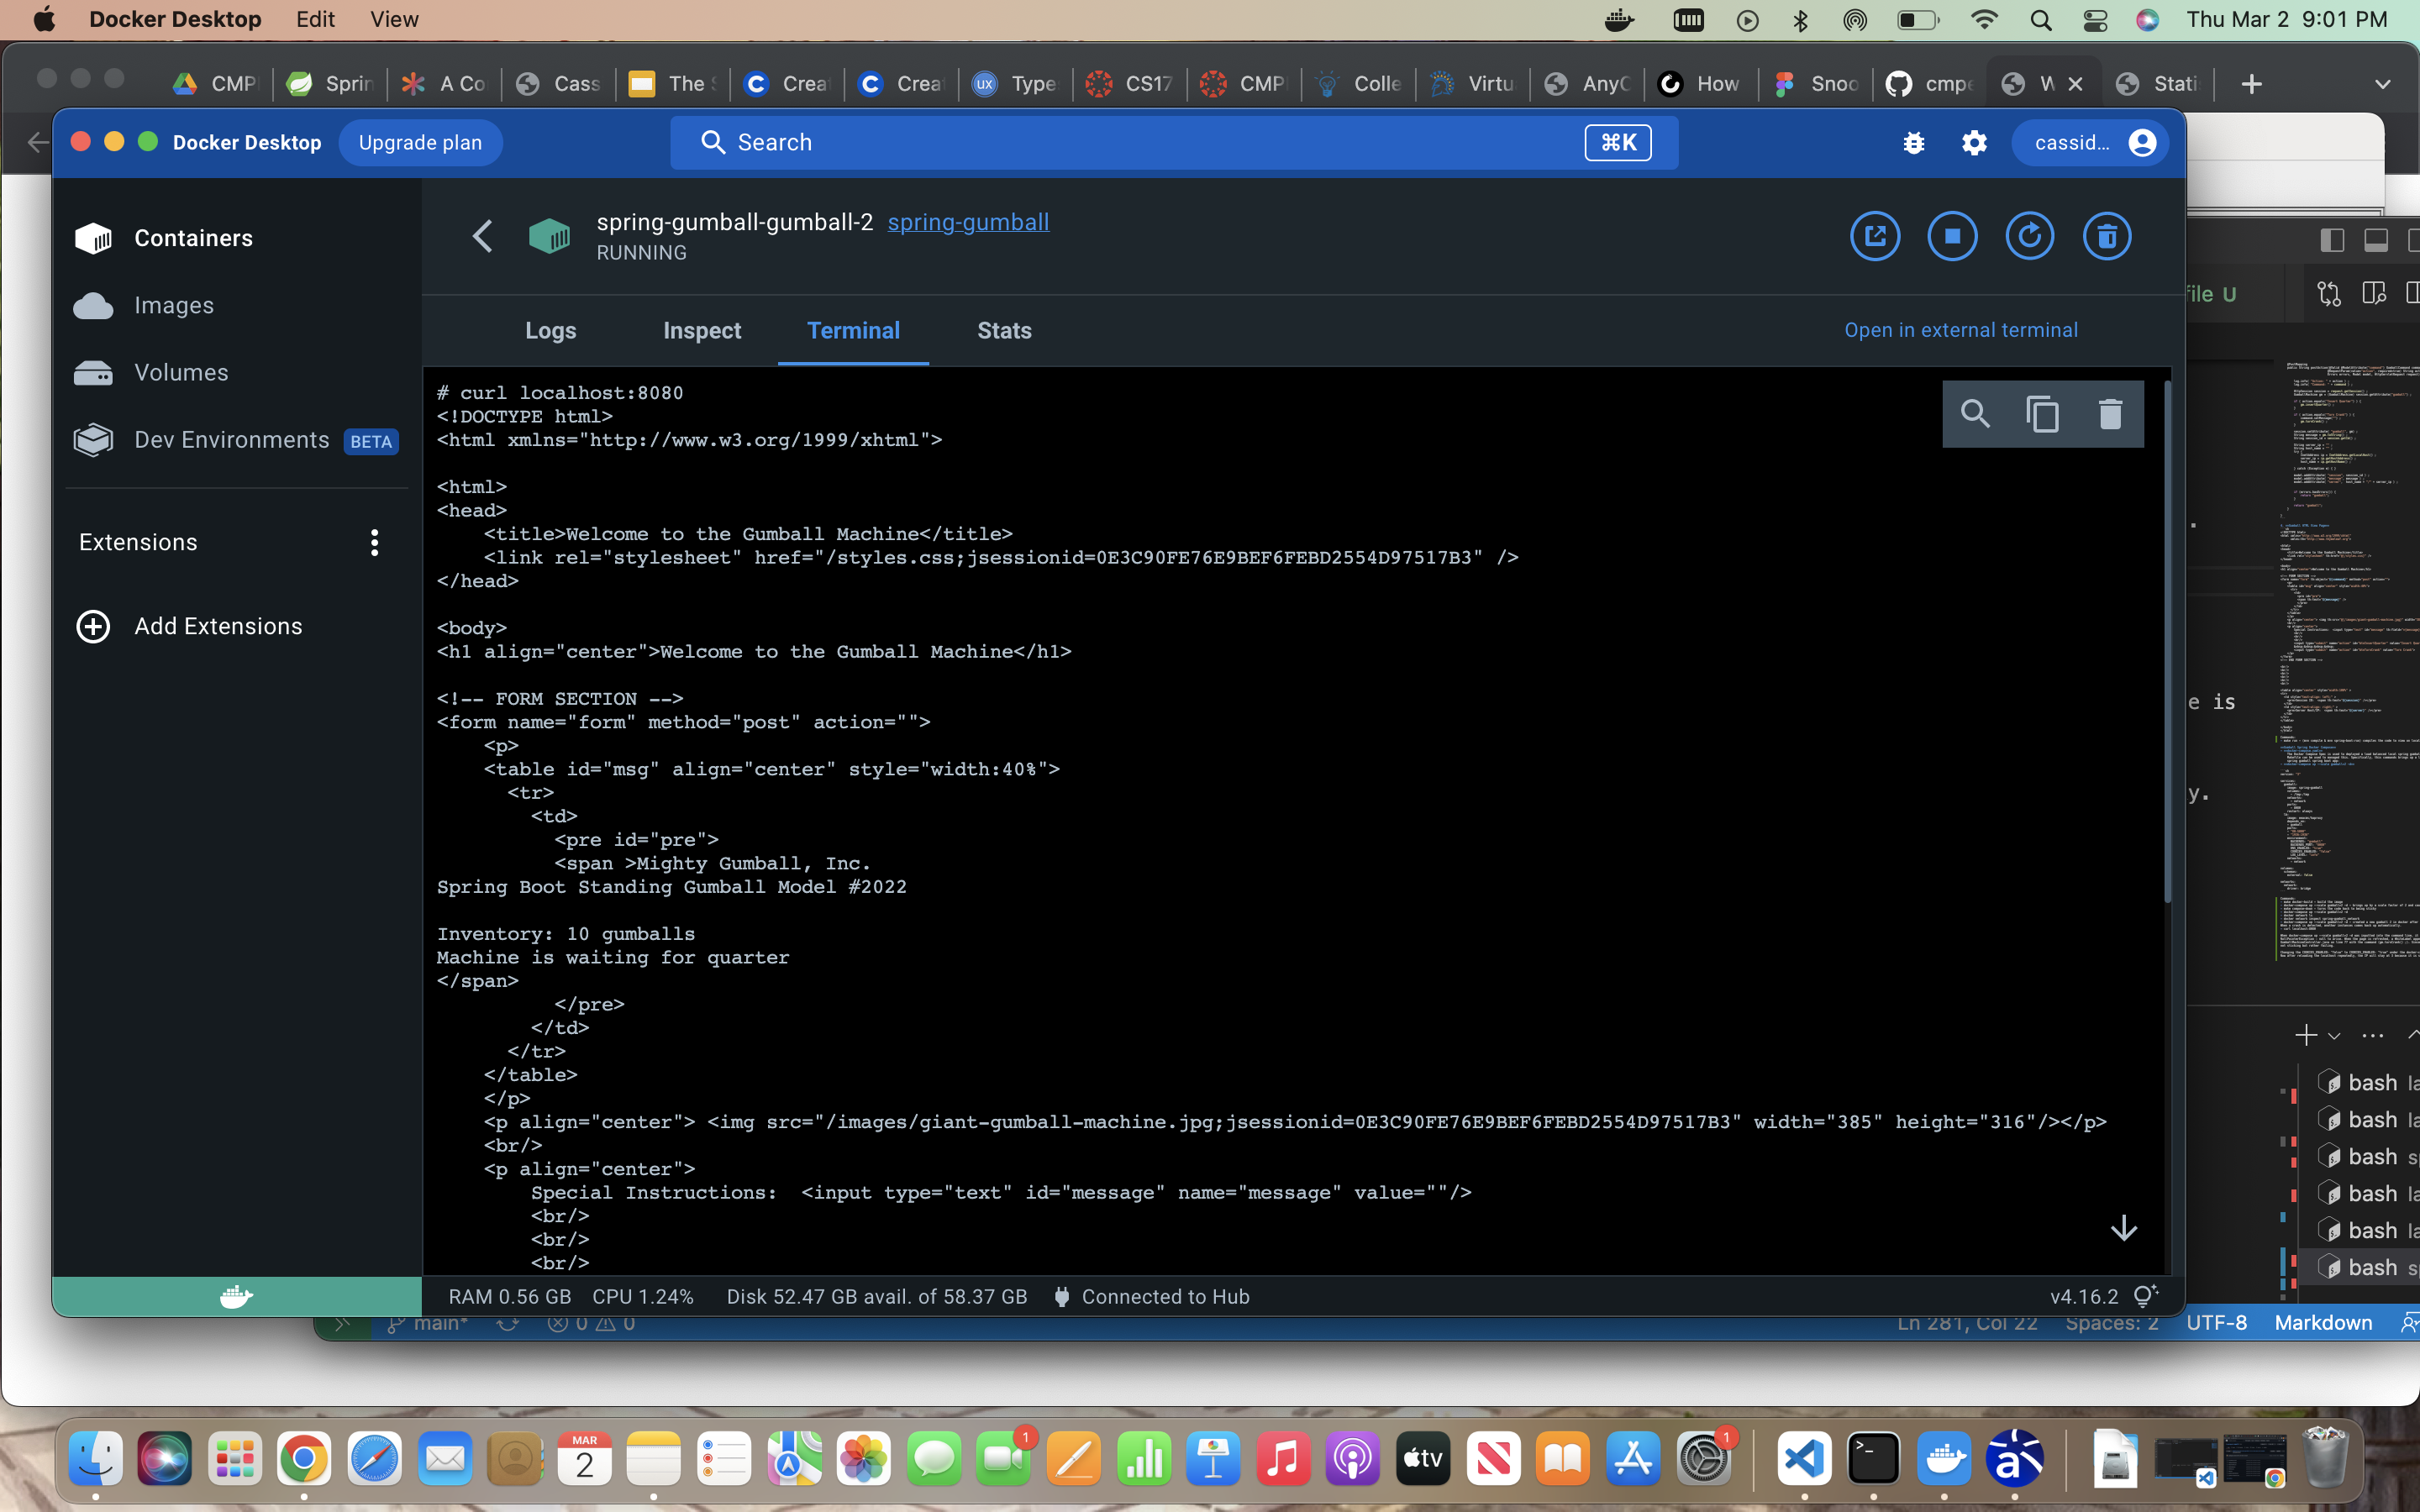 Docker Desktop Edit View Thu Mar 2 9:01 PM
CMP Sprin A Co Cass The S Crea Crea ux Type CS17 CMP Colle Virtu AnyC How Snoo cmpe W Stati
Docker Desktop Upgrade plan Search ⌘K cassid...
Containers
Images
Volumes
Dev Environments BETA
Extensions
Add Extensions
spring-gumball-gumball-2 spring-gumball
RUNNING
Logs Inspect Terminal Stats Open in external terminal
# curl localhost:8080
<!DOCTYPE html>
<html xmlns="http://www.w3.org/1999/xhtml">
<html>
<head>
<title>Welcome to the Gumball Machine</title>
<link rel="stylesheet" href="/styles.css;jsessionid=0E3C90FE76E9BEF6FEBD2554D97517B3" />
</head>
<body>
<h1 align="center">Welcome to the Gumball Machine</h1>
<!-- FORM SECTION -->
<form name="form" method="post" action="">
<p>
<table id="msg" align="center" style="width:40%">
<tr>
<td>
<pre id="pre">
<span >Mighty Gumball, Inc.
Spring Boot Standing Gumball Model #2022
Inventory: 10 gumballs
Machine is waiting for quarter
</span>
</pre>
</td>
</tr>
</table>
</p>
<p align="center"> <img src="/images/giant-gumball-machine.jpg;jsessionid=0E3C90FE76E9BEF6FEBD2554D97517B3" width="385" height="316"/></p>
<br/>
<p align="center">
Special Instructions: <input type="text" id="message" name="message" value=""/>
<br/>
<br/>
<br/>
RAM 0.56 GB CPU 1.24% Disk 52.47 GB avail. of 58.37 GB Connected to Hub v4.16.2
file U
e is
y.
bash la
bash la
bash s
bash la
bash la
bash s
main* 0 0 Ln 281, Col 22 Spaces: 2 UTF-8 Markdown
MAR
2
1
tv
1